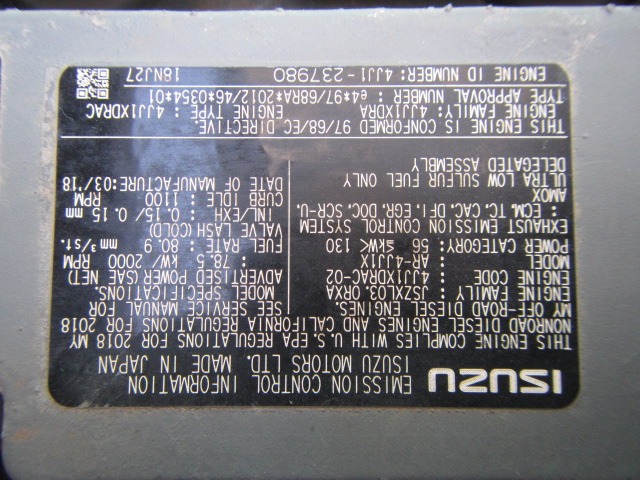 ISUZU
EMISSION CONTROL INFORMATION
ISUZU MOTORS LTD. MADE IN JAPAN
THIS ENGINE COMPLIES WITH U.S. EPA REGULATIONS FOR 2018 MY
NONROAD DIESEL ENGINES AND CALIFORNIA REGULATIONS FOR 2018
MY OFF-ROAD DIESEL ENGINES.
ENGINE FAMILY : JSZXL03.0RXA
ENGINE CODE : 4JJ1XDRAC-02
MODEL : AR-4JJ1X
POWER CATEGORY: 56 ≤kW< 130
EXHAUST EMISSION CONTROL SYSTEM
: ECM, TC, CAC, DFI, EGR, DOC, SCR-U,
AMOX
ULTRA LOW SULFUR FUEL ONLY
DELEGATED ASSEMBLY
SEE SERVICE MANUAL FOR
MODEL SPECIFICATIONS.
ADVERTISED POWER (SAE NET)
: 78.5 kW/ 2000 RPM
FUEL RATE: 80.9 mm³/st.
VALVE LASH (COLD)
INL/EXH : 0.15/ 0.15 mm
CURB IDLE : 1100 RPM
DATE OF MANUFACTURE: 03/'18
THIS ENGINE IS CONFORMED 97/68/EC DIRECTIVE
ENGINE FAMILY: 4JJ1XDRA ENGINE TYPE : 4JJ1XDRAC
TYPE APPROVAL NUMBER: e4*97/68RA*2012/46*0354*01
ENGINE ID NUMBER: 4JJ1-237980 18NJ27